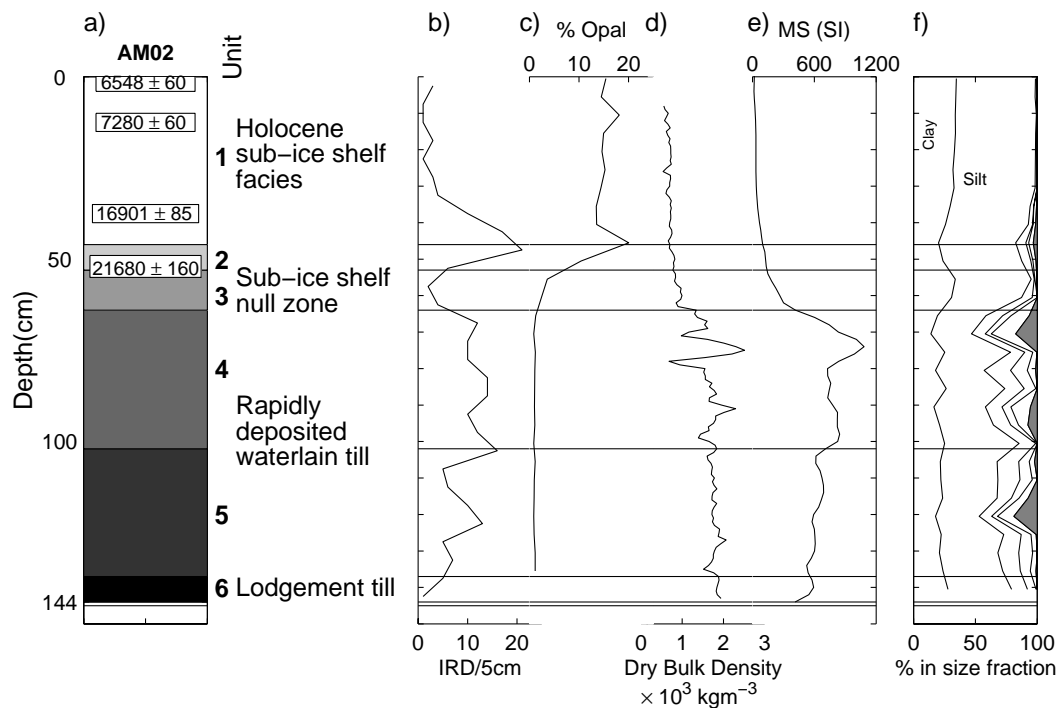 a)
b)
c)
d)
e)
f)
AM02
Unit
% Opal
MS (SI)
0 10 20
0 600 1200
0
50
100
144
Depth(cm)
6548 ± 60
7280 ± 60
16901 ± 85
21680 ± 160
1
2
3
4
5
6
Holocene
sub−ice shelf
facies
Sub−ice shelf
null zone
Rapidly
deposited
waterlain till
Lodgement till
Clay
Silt
0 10 20
IRD/5cm
0 1 2 3
Dry Bulk Density
× 10³ kgm⁻³
0 50 100
% in size fraction